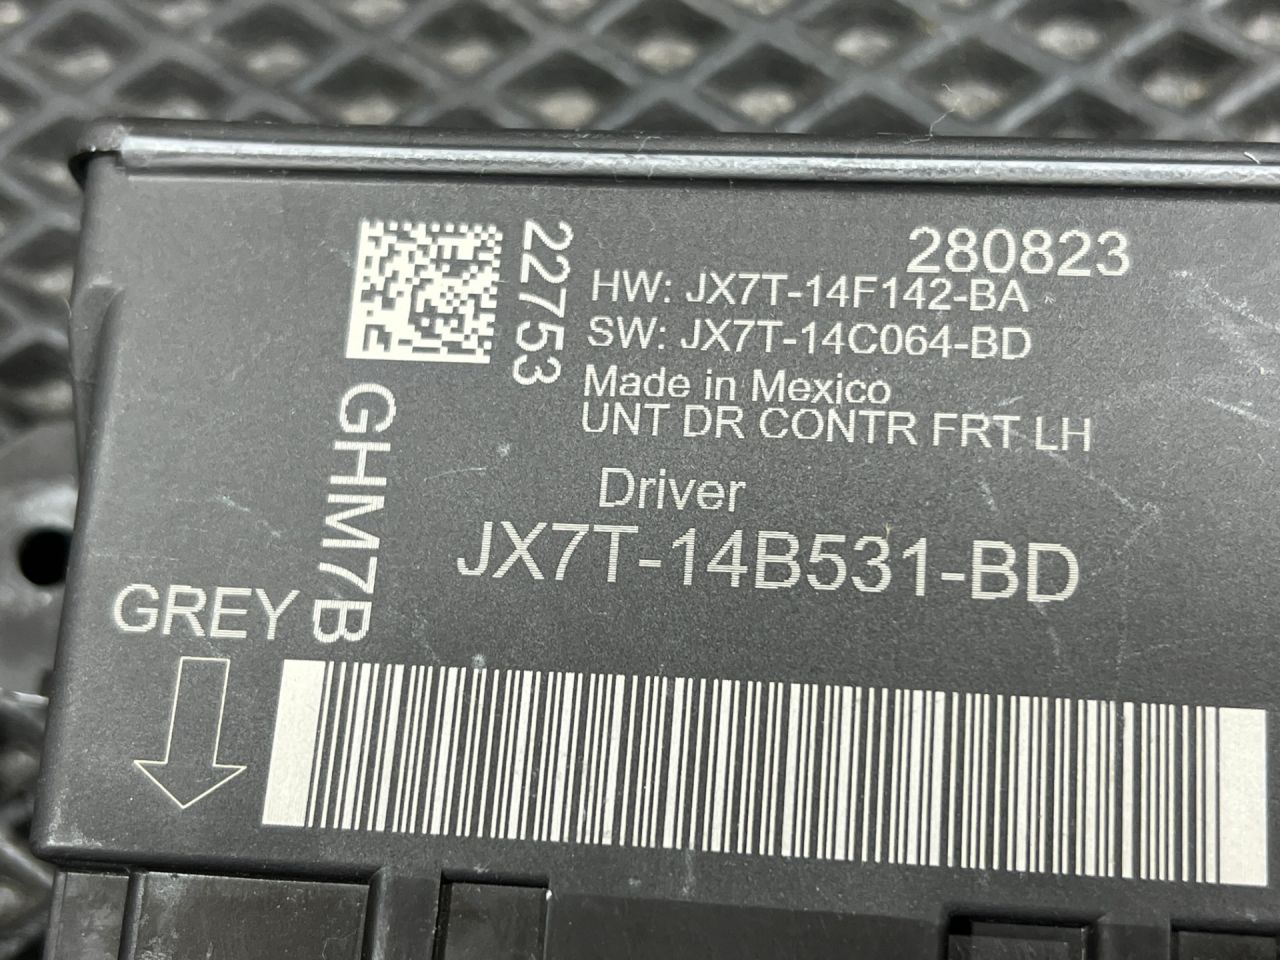 280823
22753
HW: JX7T-14F142-BA
SW: JX7T-14C064-BD
Made in Mexico
UNT DR CONTR FRT LH
GHM7B
Driver
JX7T-14B531-BD
GREY